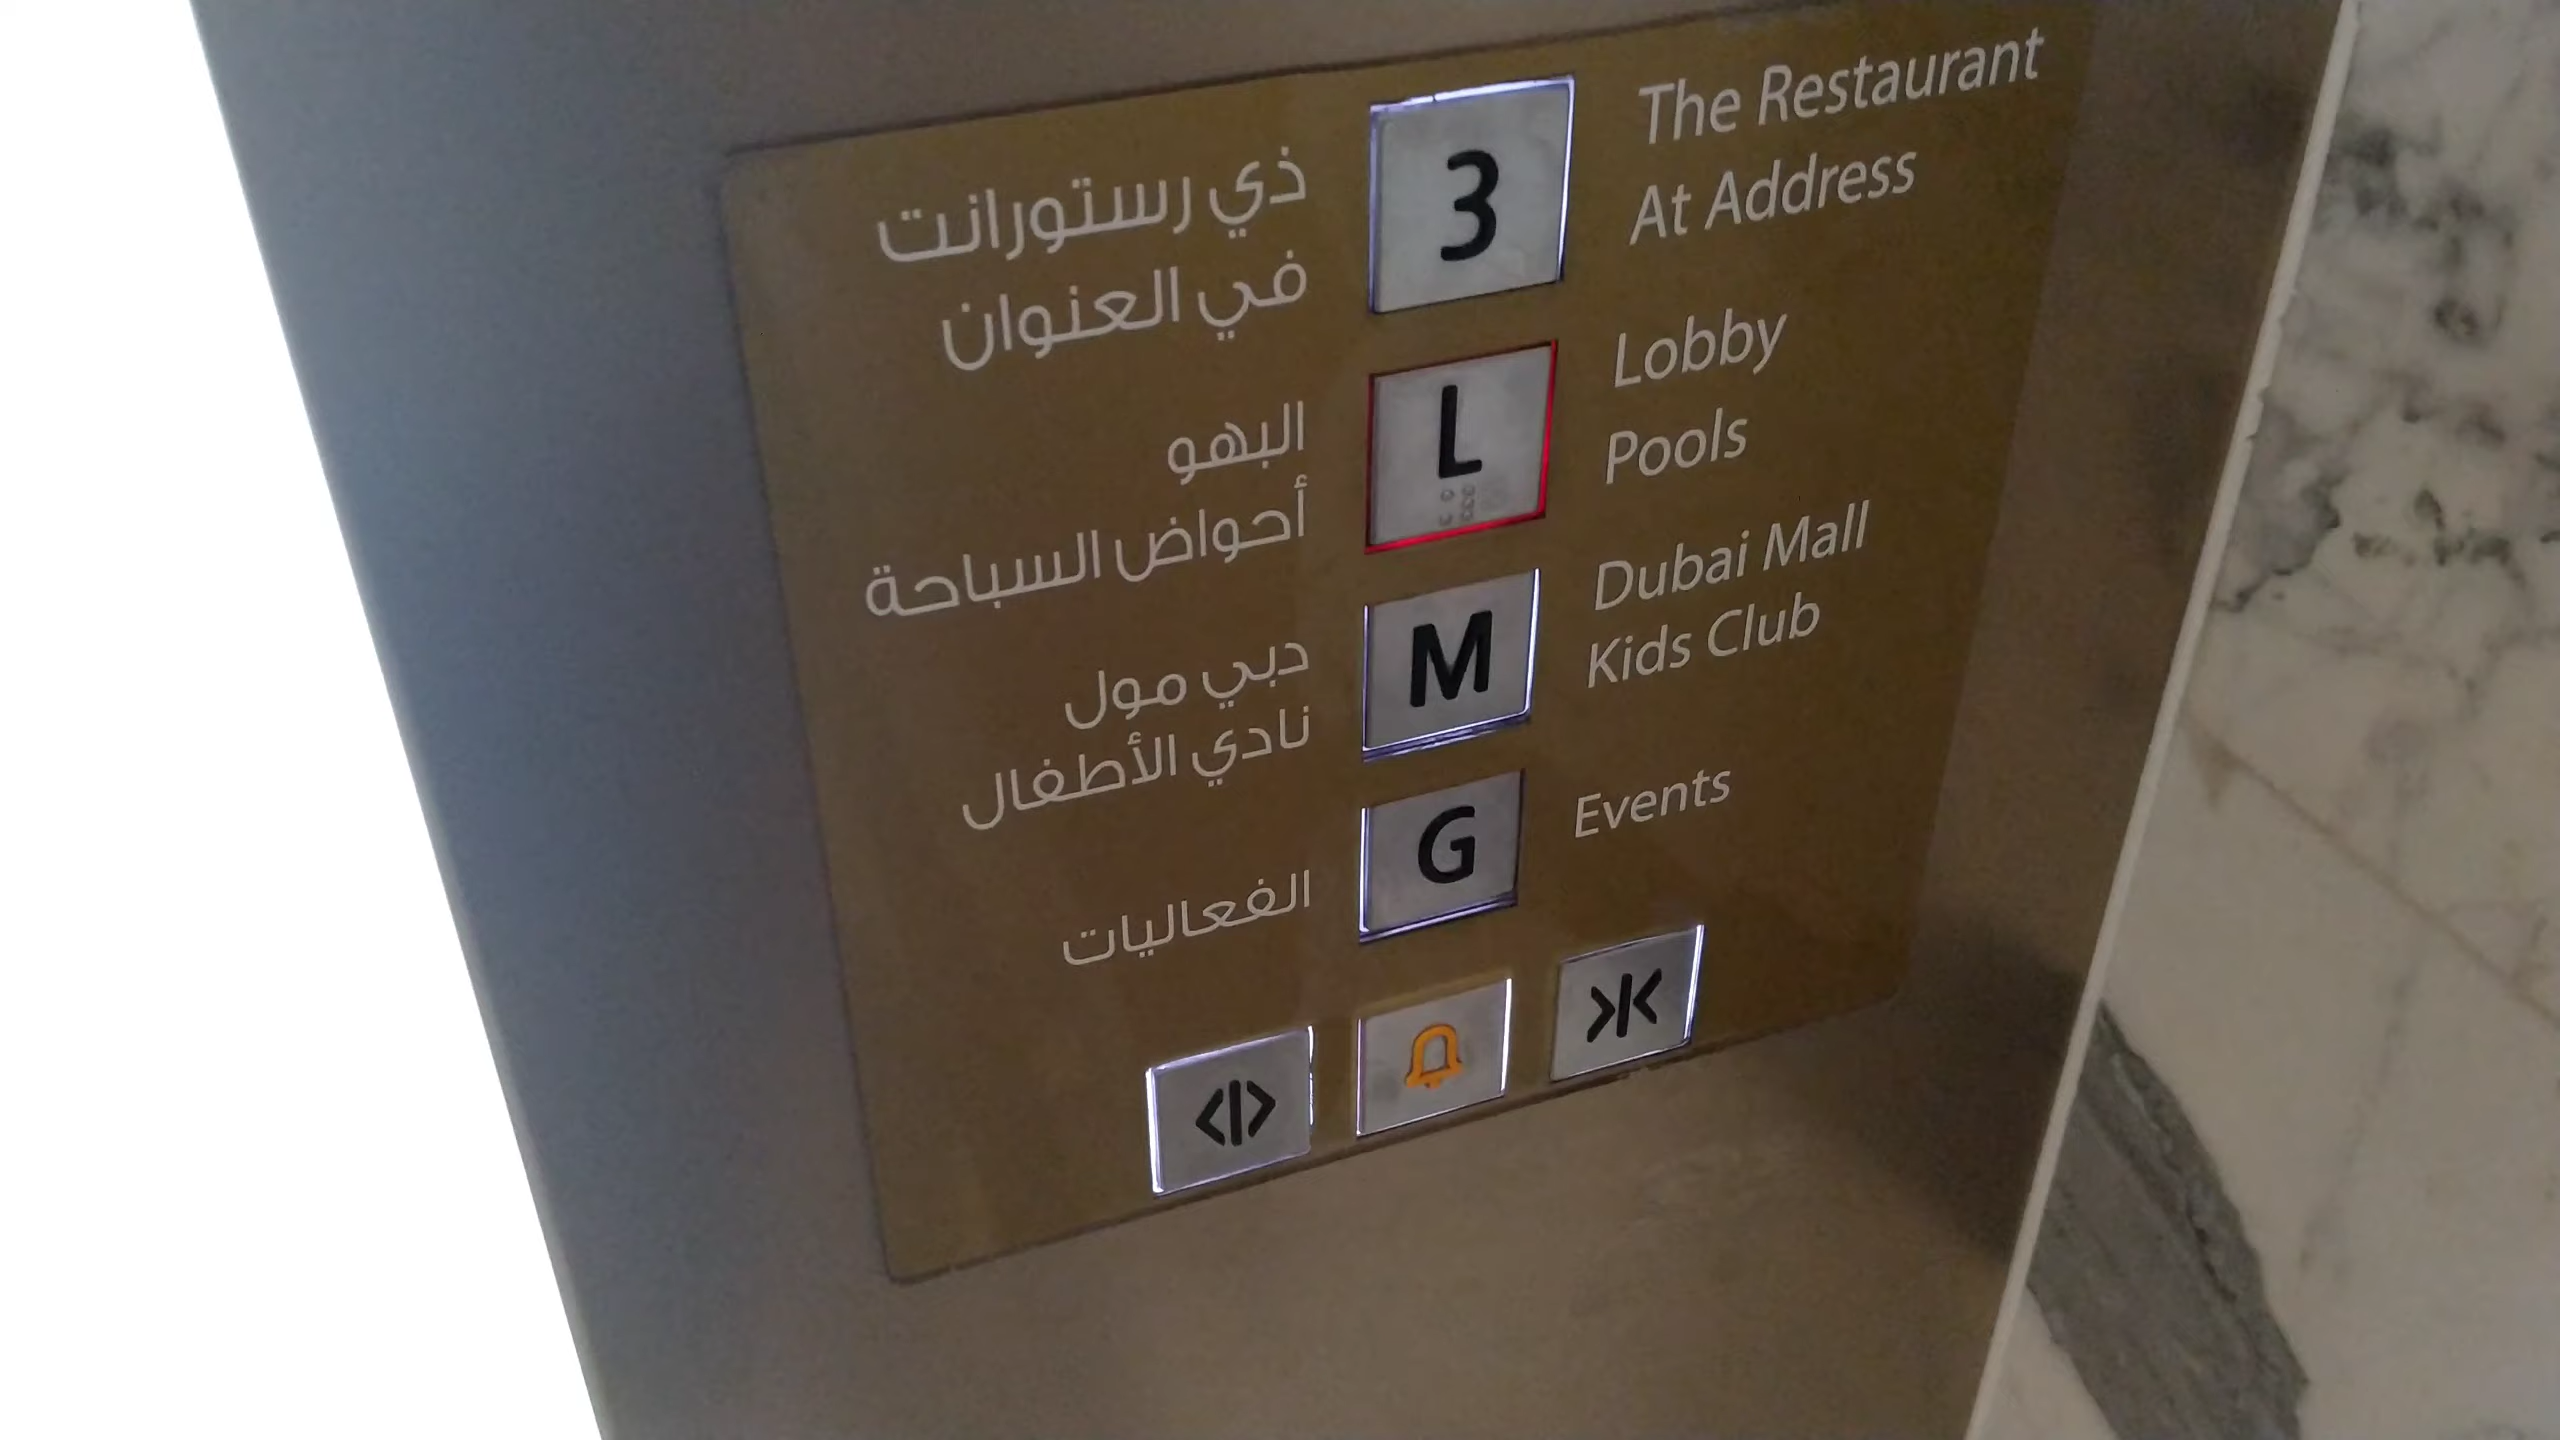 ذي رستورانت
في العنوان
3
The Restaurant
At Address
البهو
أحواض السباحة
L
Lobby
Pools
دبي مول
نادي الأطفال
M
Dubai Mall
Kids Club
الفعاليات
G
Events
<|>
>|<